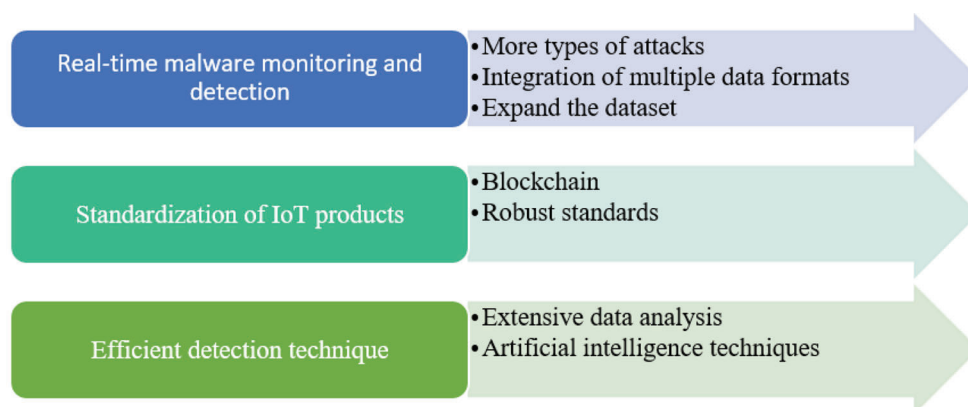 Real-time malware monitoring and
detection
•More types of attacks
•Integration of multiple data formats
•Expand the dataset
Standardization of IoT products
•Blockchain
•Robust standards
Efficient detection technique
•Extensive data analysis
•Artificial intelligence techniques